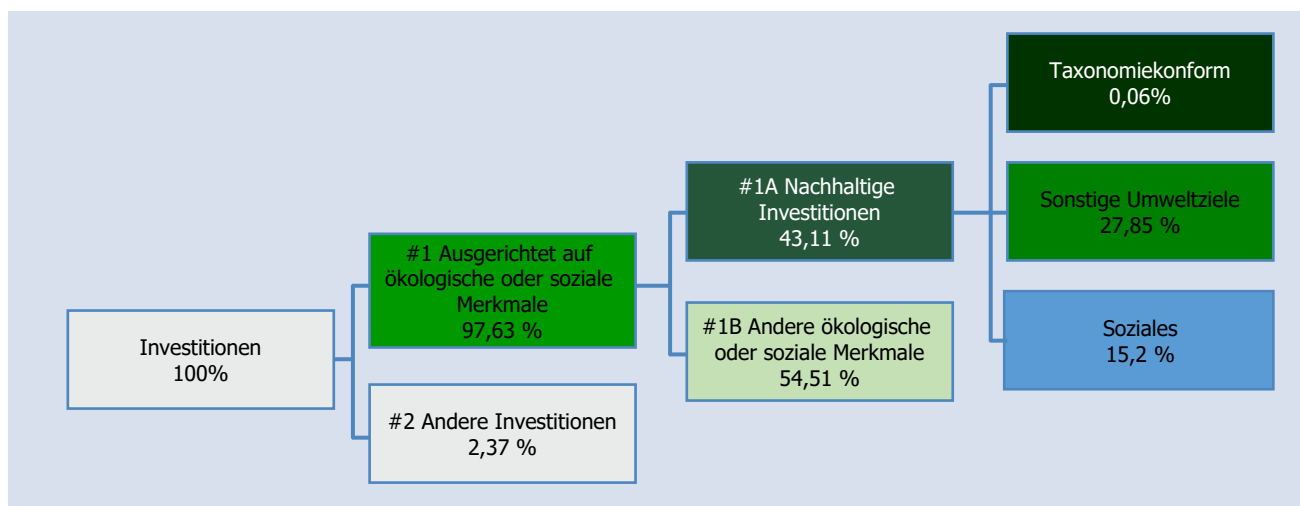 Investitionen
100%
#1 Ausgerichtet auf
ökologische oder soziale
Merkmale
97,63 %
#2 Andere Investitionen
2,37 %
#1A Nachhaltige
Investitionen
43,11 %
#1B Andere ökologische
oder soziale Merkmale
54,51 %
Taxonomiekonform
0,06%
Sonstige Umweltziele
27,85 %
Soziales
15,2 %